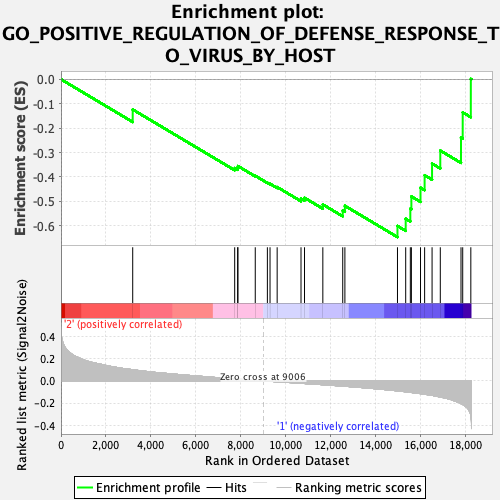 Enrichment plot:
GO_POSITIVE_REGULATION_OF_DEFENSE_RESPONSE_T
O_VIRUS_BY_HOST
Enrichment score (ES)
0.0
-0.1
-0.2
-0.3
-0.4
-0.5
-0.6
'2' (positively correlated)
Ranked list metric (Signal2Noise)
0.4
0.2
0.0
-0.2
-0.4
Zero cross at 9006
'1' (negatively correlated)
0 2,000 4,000 6,000 8,000 10,000 12,000 14,000 16,000 18,000
Rank in Ordered Dataset
Enrichment profile Hits Ranking metric scores